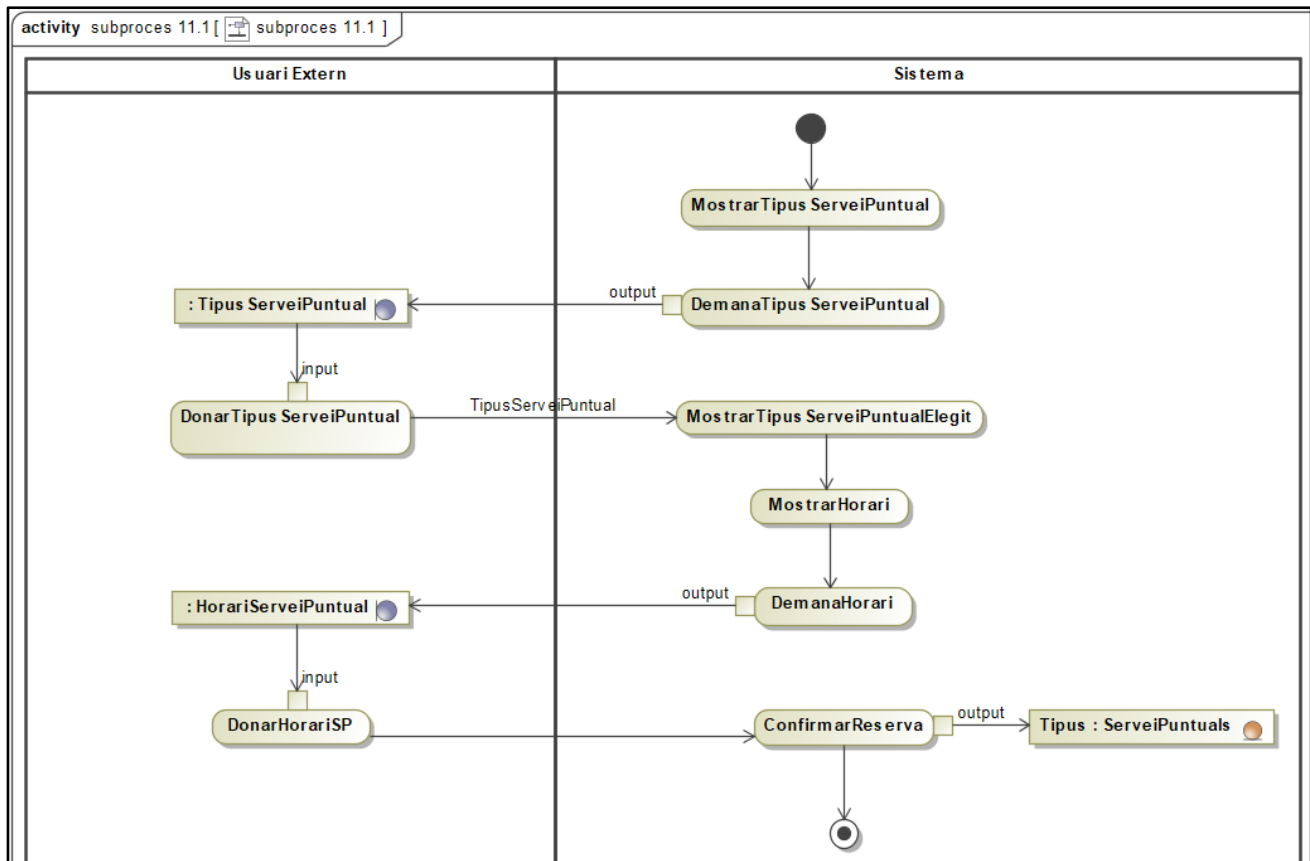 activity subproces 11.1 [ subproces 11.1 ]
Usuari Extern
Sistema
MostrarTipusServeiPuntual
: TipusServeiPuntual
output
DemanaTipusServeiPuntual
input
DonarTipusServeiPuntual
TipusServeiPuntual
MostrarTipusServeiPuntualElegit
MostrarHorari
: HorariServeiPuntual
output
DemanaHorari
input
DonarHorariSP
ConfirmarReserva
output
Tipus : ServeiPuntuals